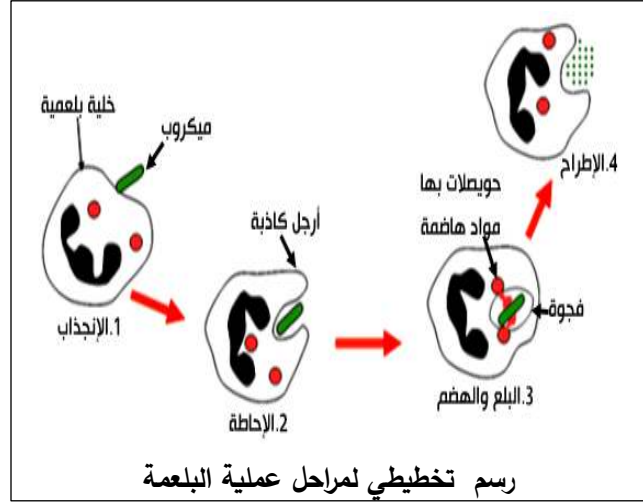 خلية بلعمية
ميكروب
1.الإنجذاب
أرجل كاذبة
2.الإحاطة
حويصلات بها
مواد هاضمة
فجوة
3.البلع والهضم
4.الإطراح
رسم تخطيطي لمراحل عملية البلعمة